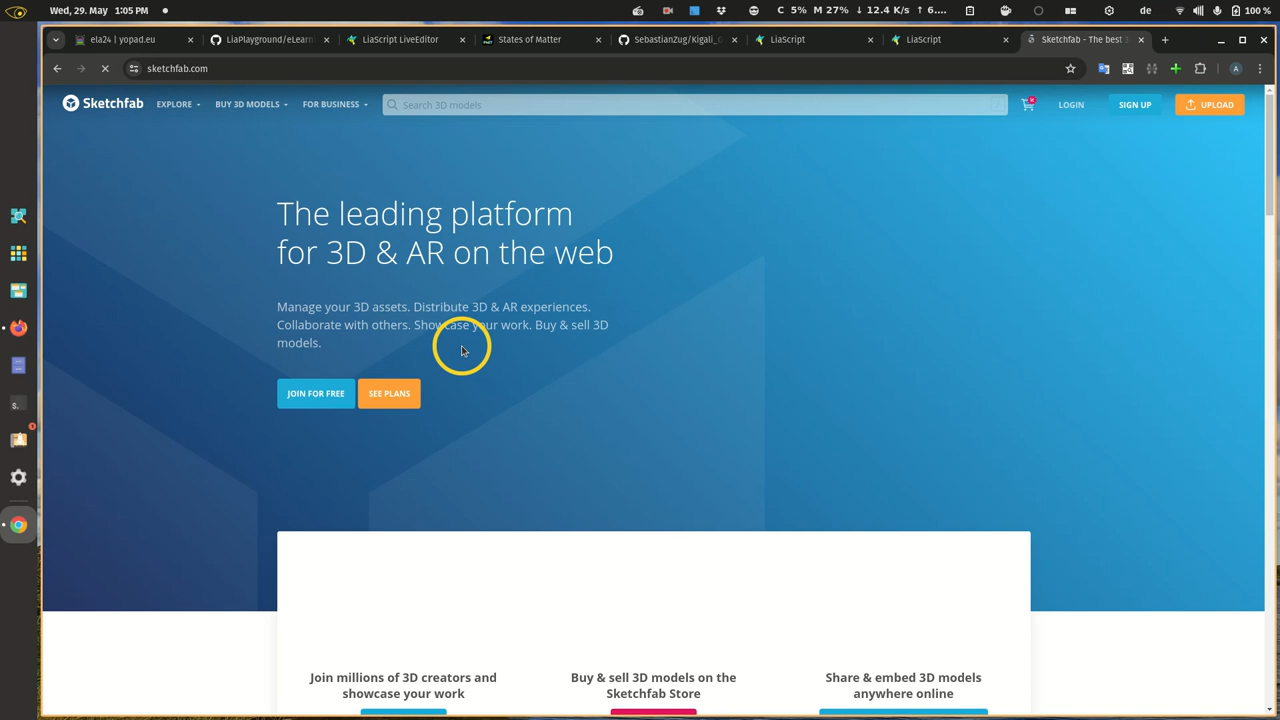 Wed, 29. May 1:05 PM
C 5% M 27% ↓ 12.4 K/s ↑ 6....
de
100 %
ela24 | yopad.eu
LiaPlayground/eLearn
LiaScript LiveEditor
States of Matter
SebastianZug/Kigali_G
LiaScript
LiaScript
Sketchfab - The best 3
sketchfab.com
A
Sketchfab
EXPLORE
BUY 3D MODELS
FOR BUSINESS
Search 3D models
LOGIN
SIGN UP
UPLOAD
The leading platform
for 3D & AR on the web
Manage your 3D assets. Distribute 3D & AR experiences.
Collaborate with others. Showcase your work. Buy & sell 3D
models.
JOIN FOR FREE
SEE PLANS
Join millions of 3D creators and
showcase your work
Buy & sell 3D models on the
Sketchfab Store
Share & embed 3D models
anywhere online